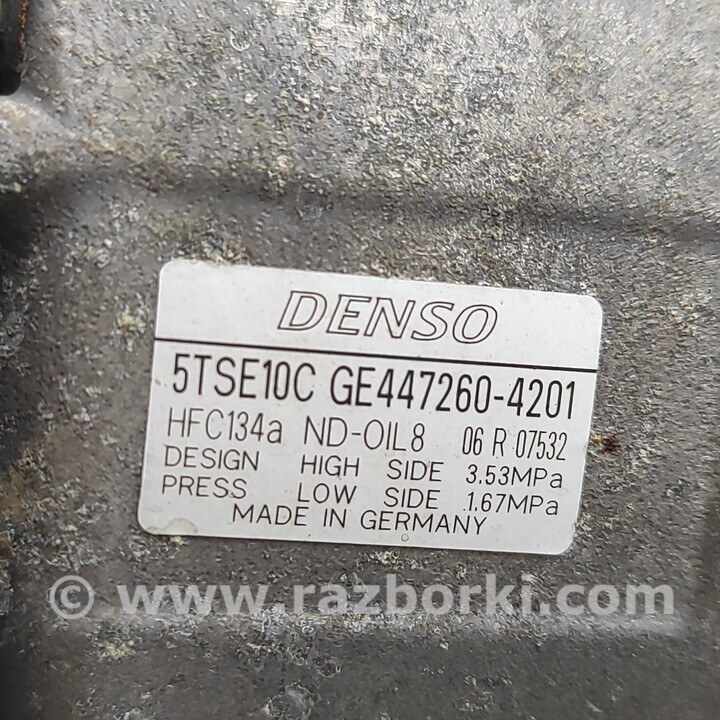 DENSO
5TSE10C GE447260-4201
HFC134a ND-OIL8 06 R 07532
DESIGN HIGH SIDE 3.53MPa
PRESS LOW SIDE 1.67MPa
MADE IN GERMANY
© www.razborki.com